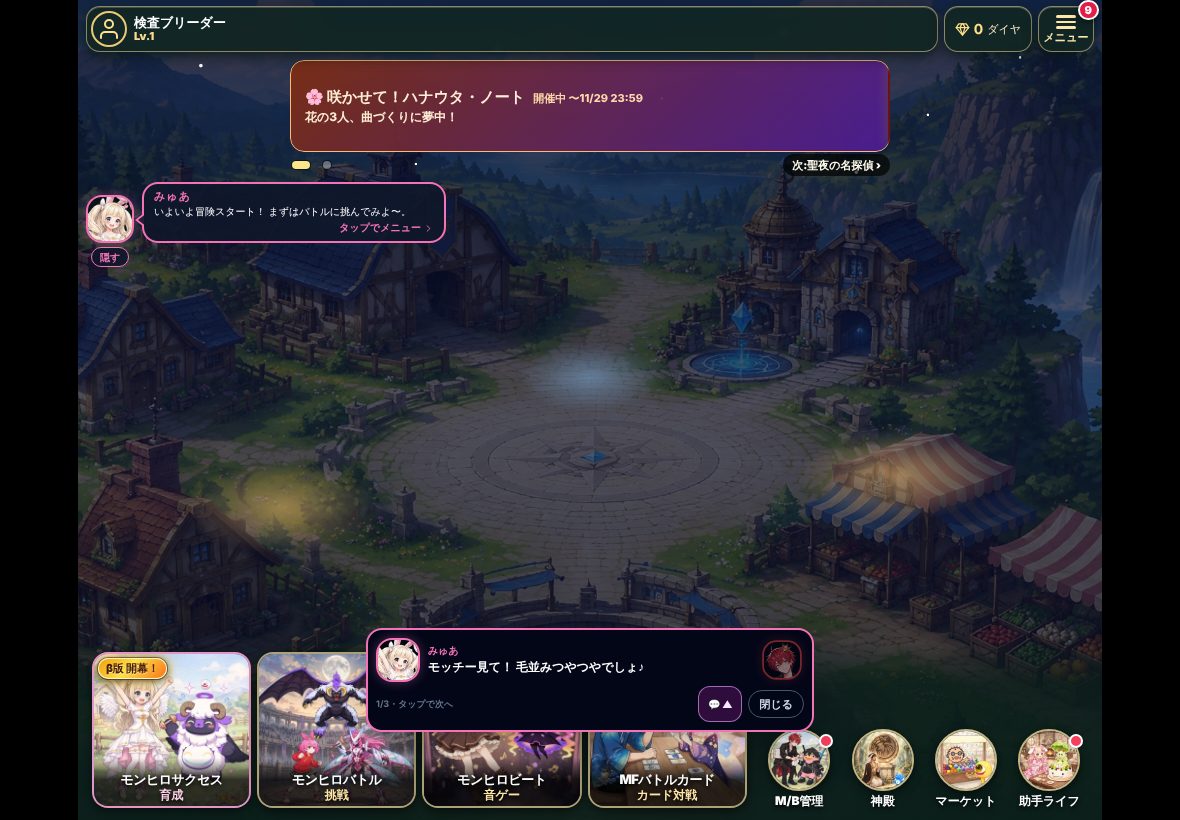 検査ブリーダー
Lv.1
0 ダイヤ
9
メニュー
🌸 咲かせて！ハナウタ・ノート 開催中 〜11/29 23:59
花の3人、曲づくりに夢中！
次:聖夜の名探偵 ›
みゅあ
いよいよ冒険スタート！ まずはバトルに挑んでみよ〜。
タップでメニュー ›
隠す
みゅあ
モッチー見て！ 毛並みつやつやでしょ♪
1/3・タップで次へ
💬▲
閉じる
β版 開幕！
モンヒロサクセス
育成
モンヒロバトル
挑戦
モンヒロビート
音ゲー
MFバトルカード
カード対戦
M/B管理
神殿
マーケット
助手ライフ